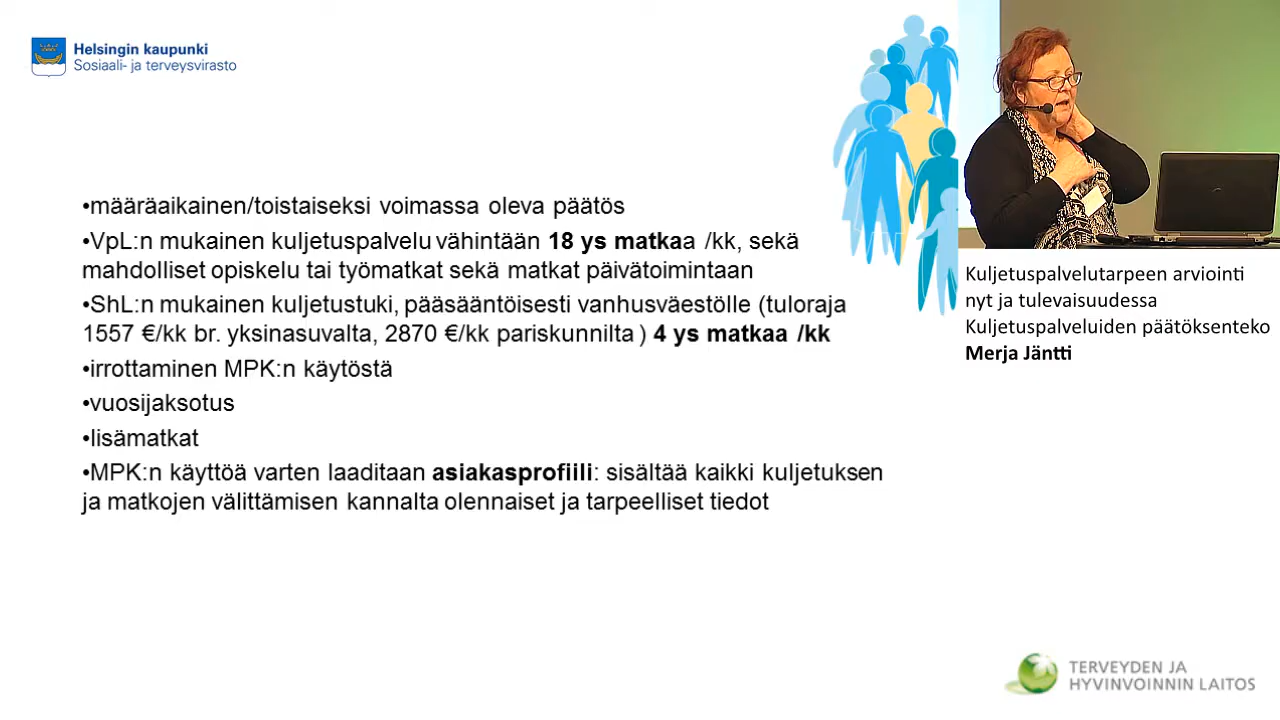 Helsingin kaupunki
Sosiaali- ja terveysvirasto
•määräaikainen/toistaiseksi voimassa oleva päätös
•VpL:n mukainen kuljetuspalvelu vähintään 18 ys matkaa /kk, sekä
mahdolliset opiskelu tai työmatkat sekä matkat päivätoimintaan
•ShL:n mukainen kuljetustuki, pääsääntöisesti vanhusväestölle (tuloraja
1557 €/kk br. yksinasuvalta, 2870 €/kk pariskunnilta ) 4 ys matkaa /kk
•irrottaminen MPK:n käytöstä
•vuosijaksotus
•lisämatkat
•MPK:n käyttöä varten laaditaan asiakasprofiili: sisältää kaikki kuljetuksen
ja matkojen välittämisen kannalta olennaiset ja tarpeelliset tiedot
Kuljetuspalvelutarpeen arviointi
nyt ja tulevaisuudessa
Kuljetuspalveluiden päätöksenteko
Merja Jäntti
TERVEYDEN JA
HYVINVOINNIN LAITOS